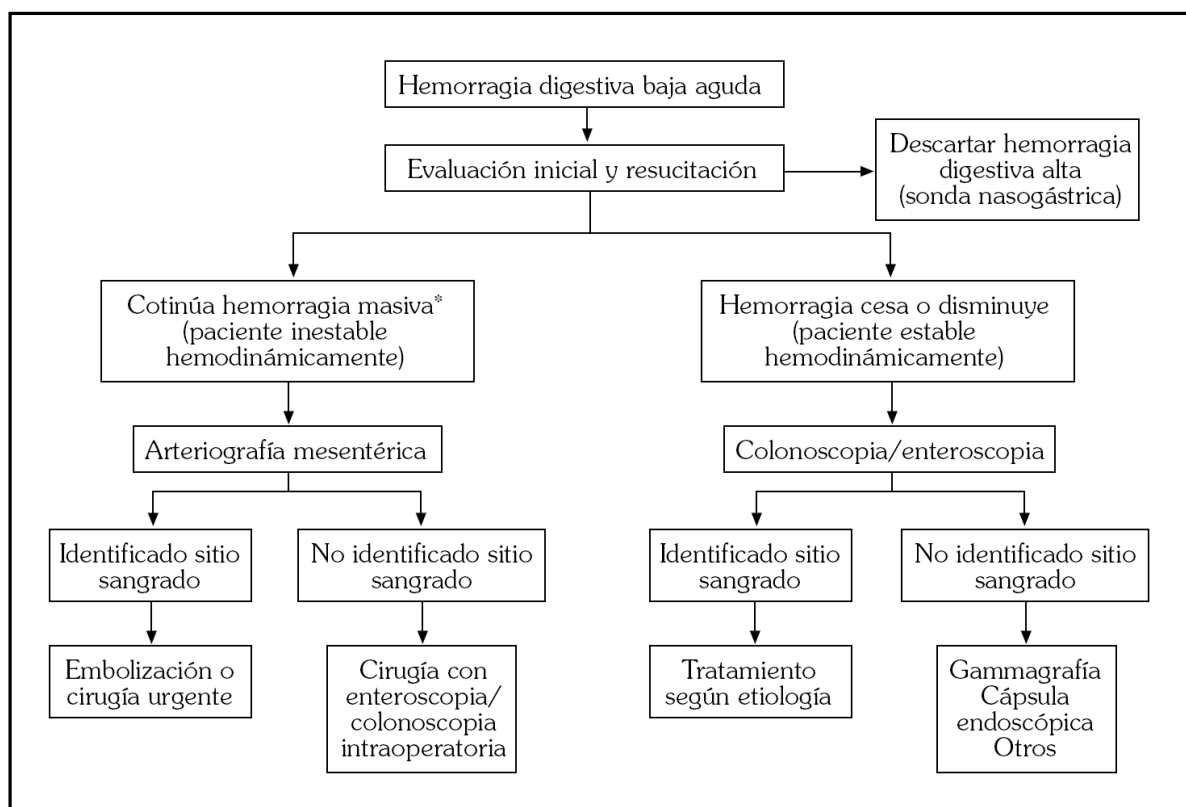 Hemorragia digestiva baja aguda
Evaluación inicial y resucitación
Descartar hemorragia
digestiva alta
(sonda nasogástrica)
Cotinúa hemorragia masiva*
(paciente inestable
hemodinámicamente)
Hemorragia cesa o disminuye
(paciente estable
hemodinámicamente)
Arteriografía mesentérica
Colonoscopia/enteroscopia
Identificado sitio
sangrado
No identificado sitio
sangrado
Identificado sitio
sangrado
No identificado sitio
sangrado
Embolización o
cirugía urgente
Cirugía con
enteroscopia/
colonoscopia
intraoperatoria
Tratamiento
según etiología
Gammagrafía
Cápsula
endoscópica
Otros